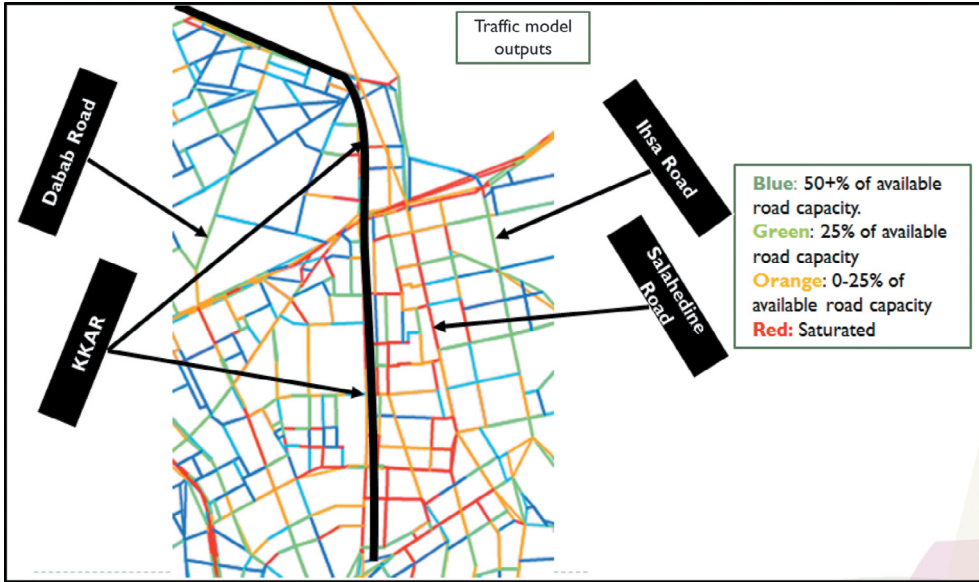 Traffic model
outputs
Dabab Road
KKAR
Ihsa Road
Salahedine
Road
Blue: 50+% of available
road capacity.
Green: 25% of available
road capacity
Orange: 0-25% of
available road capacity
Red: Saturated